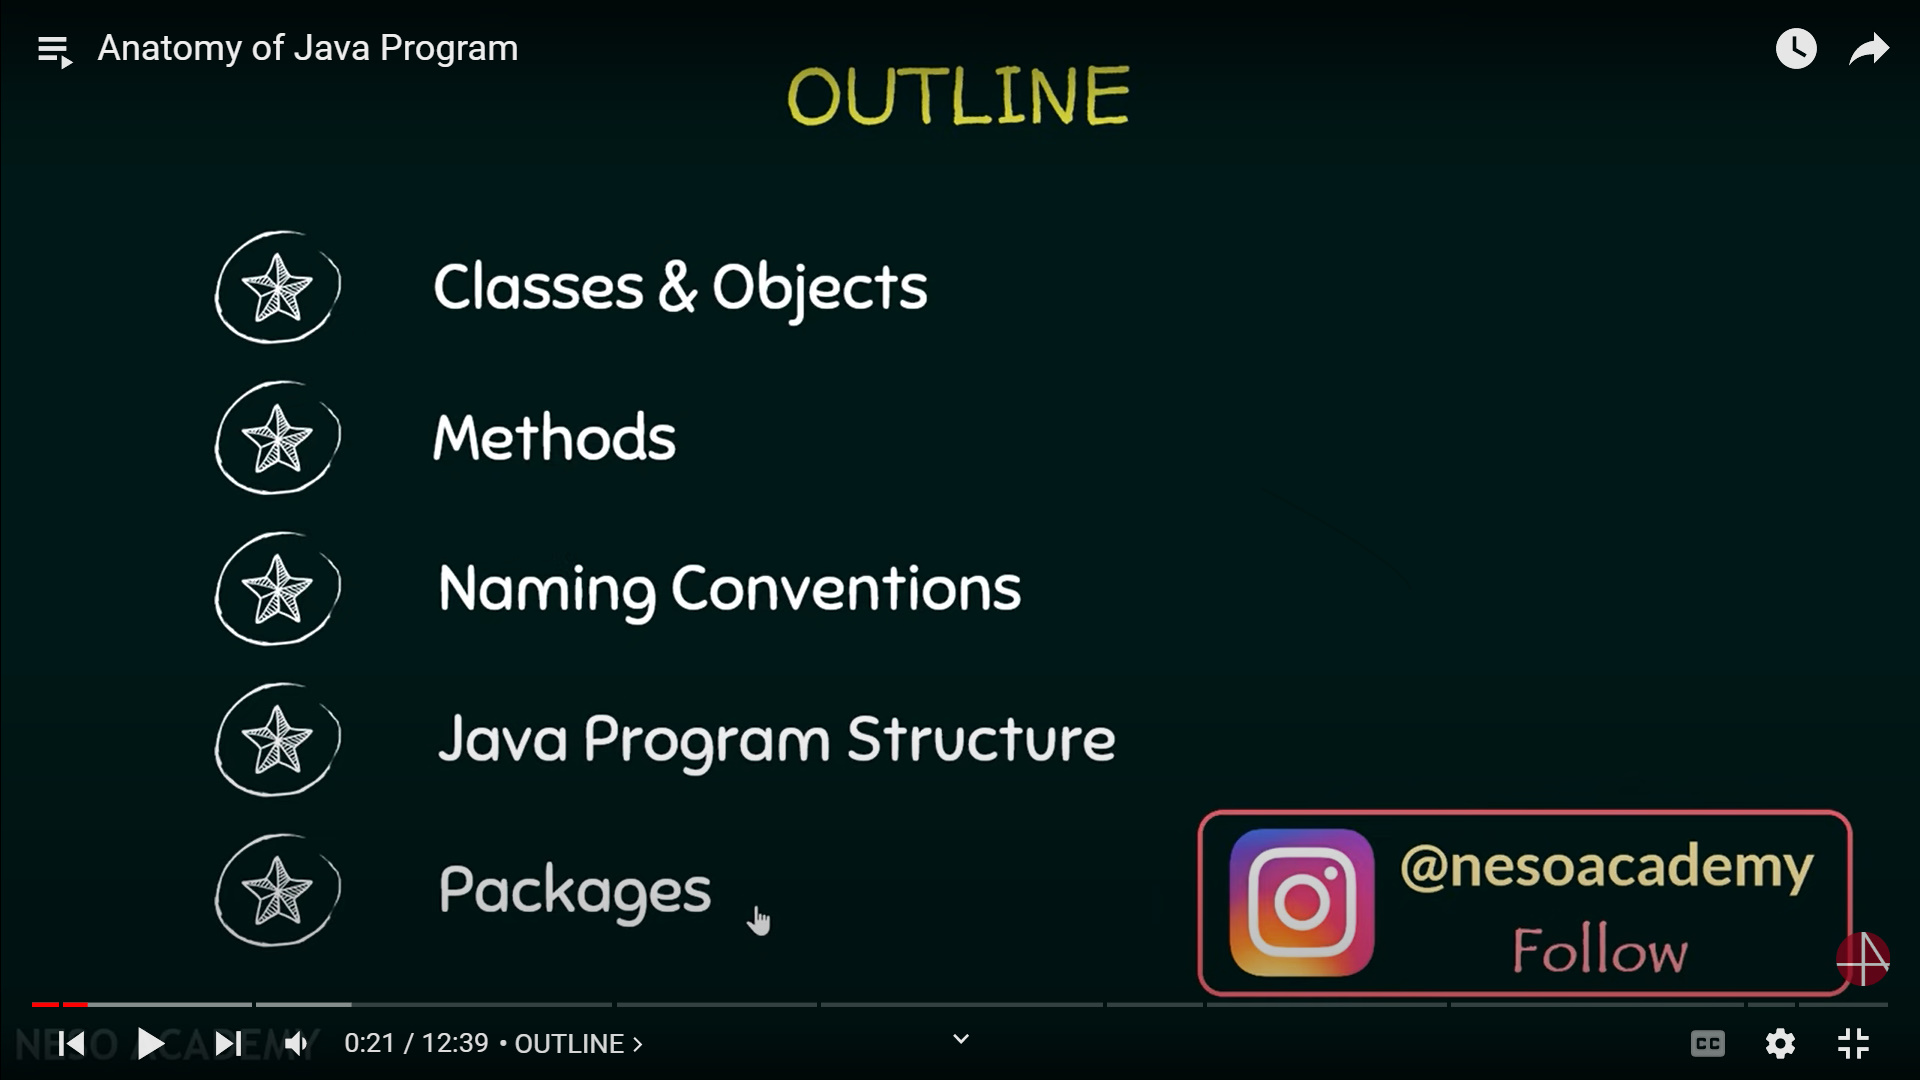 Anatomy of Java Program
OUTLINE
Classes & Objects
Methods
Naming Conventions
Java Program Structure
Packages
@nesoacademy
Follow
NESO ACADEMY
0:21 / 12:39 • OUTLINE >
CC